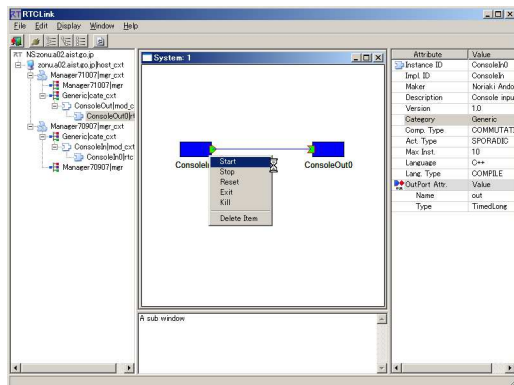 RTCLink
File Edit Display Window Help
NS:zonu.a02.aist.go.jp
zonu.a02.aist.go.jp|host_cxt
Manager71007|mgr_cxt
Manager71007|mgr
Generic|cate_cxt
ConsoleOut|mod_c
ConsoleOut0|rt
Manager70907|mgr_cxt
Generic|cate_cxt
ConsoleIn|mod_cxt
ConsoleIn0|rtc
Manager70907|mgr
System: 1
ConsoleI
ConsoleOut0
Start
Stop
Reset
Exit
Kill
Delete Item
A sub window
Attribute Value
Instance ID ConsoleIn0
Impl. ID ConsoleIn
Maker Noriaki Ando
Description Console inpu
Version 1.0
Category Generic
Comp. Type COMMUTAT
Act. Type SPORADIC
Max Inst. 10
Language C++
Lang. Type COMPILE
OutPort Attr. Value
Name out
Type TimedLong